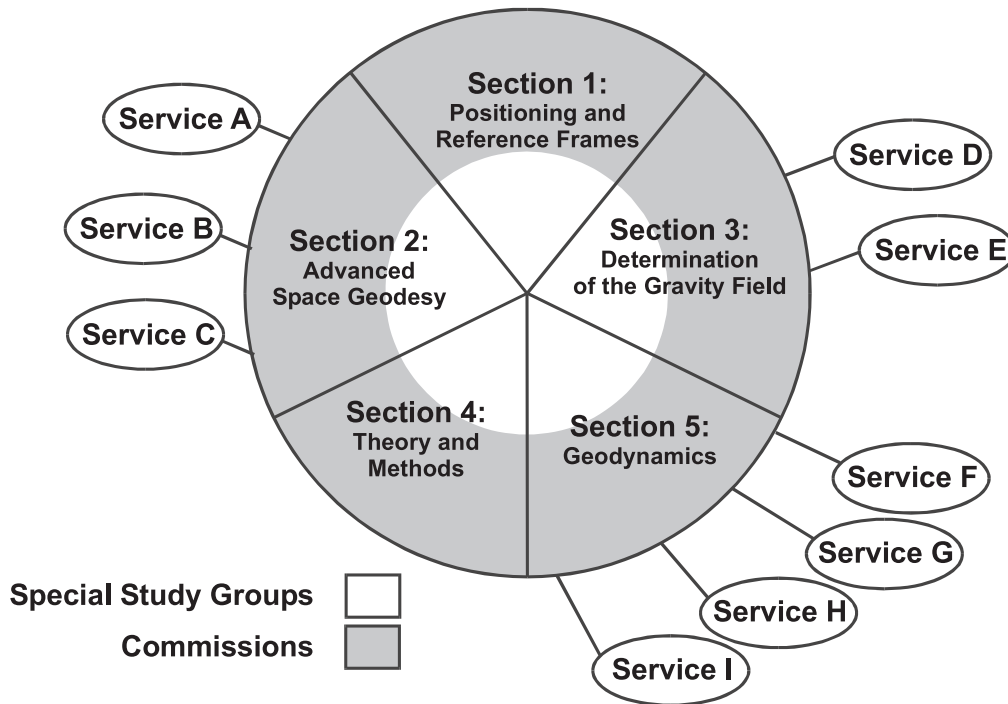 Section 1:
Positioning and
Reference Frames
Service A
Service B
Service C
Section 2:
Advanced
Space Geodesy
Section 3:
Determination
of the Gravity Field
Service D
Service E
Section 4:
Theory and
Methods
Section 5:
Geodynamics
Service F
Service G
Service H
Service I
Special Study Groups
Commissions